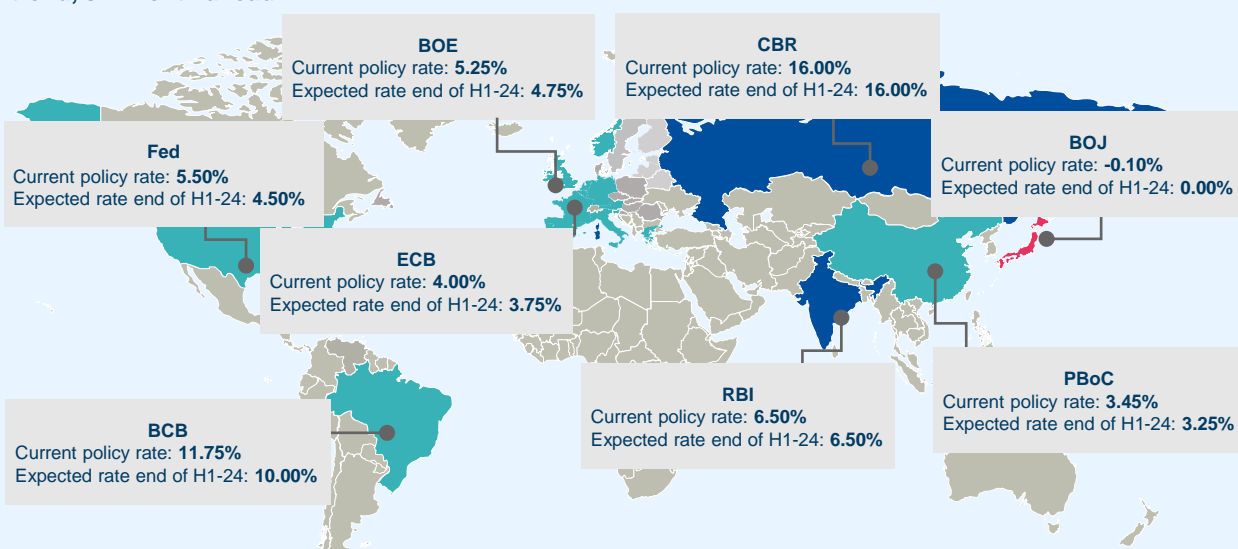 BOE
Current policy rate: 5.25%
Expected rate end of H1-24: 4.75%
CBR
Current policy rate: 16.00%
Expected rate end of H1-24: 16.00%
Fed
Current policy rate: 5.50%
Expected rate end of H1-24: 4.50%
BOJ
Current policy rate: -0.10%
Expected rate end of H1-24: 0.00%
ECB
Current policy rate: 4.00%
Expected rate end of H1-24: 3.75%
RBI
Current policy rate: 6.50%
Expected rate end of H1-24: 6.50%
PBoC
Current policy rate: 3.45%
Expected rate end of H1-24: 3.25%
BCB
Current policy rate: 11.75%
Expected rate end of H1-24: 10.00%